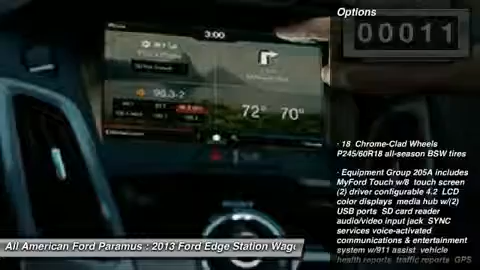 Options
00011
3:00
98.3-2
72° 70°
· 18 Chrome-Clad Wheels
P245/60R18 all-season BSW tires
· Equipment Group 205A includes
MyFord Touch w/8 touch screen
(2) driver configurable 4.2 LCD
color displays media hub w/(2)
USB ports SD card reader
audio/video input jack SYNC
services voice-activated
communications & entertainment
system w/911 assist vehicle
health reports traffic reports GPS
All American Ford Paramus : 2013 Ford Edge Station Wago